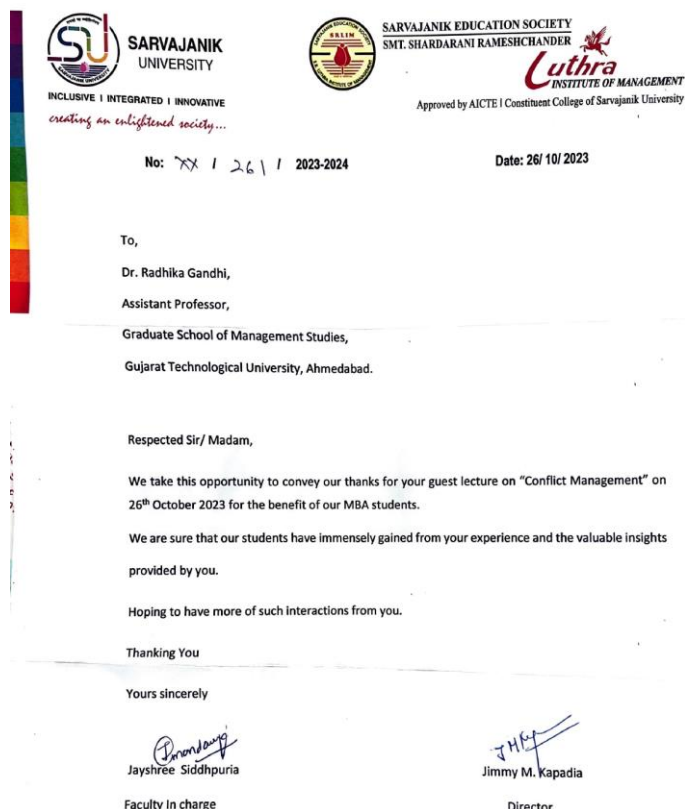 SARVAJANIK
UNIVERSITY
INCLUSIVE I INTEGRATED I INNOVATIVE
creating an enlightened society...
SRLIM
SARVAJANIK EDUCATION SOCIETY
SMT. SHARDARANI RAMESHCHANDER
Luthra
INSTITUTE OF MANAGEMENT
Approved by AICTE I Constituent College of Sarvajanik University
No: XX / 261 / 2023-2024
Date: 26/ 10/ 2023
To,
Dr. Radhika Gandhi,
Assistant Professor,
Graduate School of Management Studies,
Gujarat Technological University, Ahmedabad.
Respected Sir/ Madam,
We take this opportunity to convey our thanks for your guest lecture on “Conflict Management” on
26th October 2023 for the benefit of our MBA students.
We are sure that our students have immensely gained from your experience and the valuable insights
provided by you.
Hoping to have more of such interactions from you.
Thanking You
Yours sincerely
Jayshree Siddhpuria
Jimmy M. Kapadia
Faculty In charge
Director